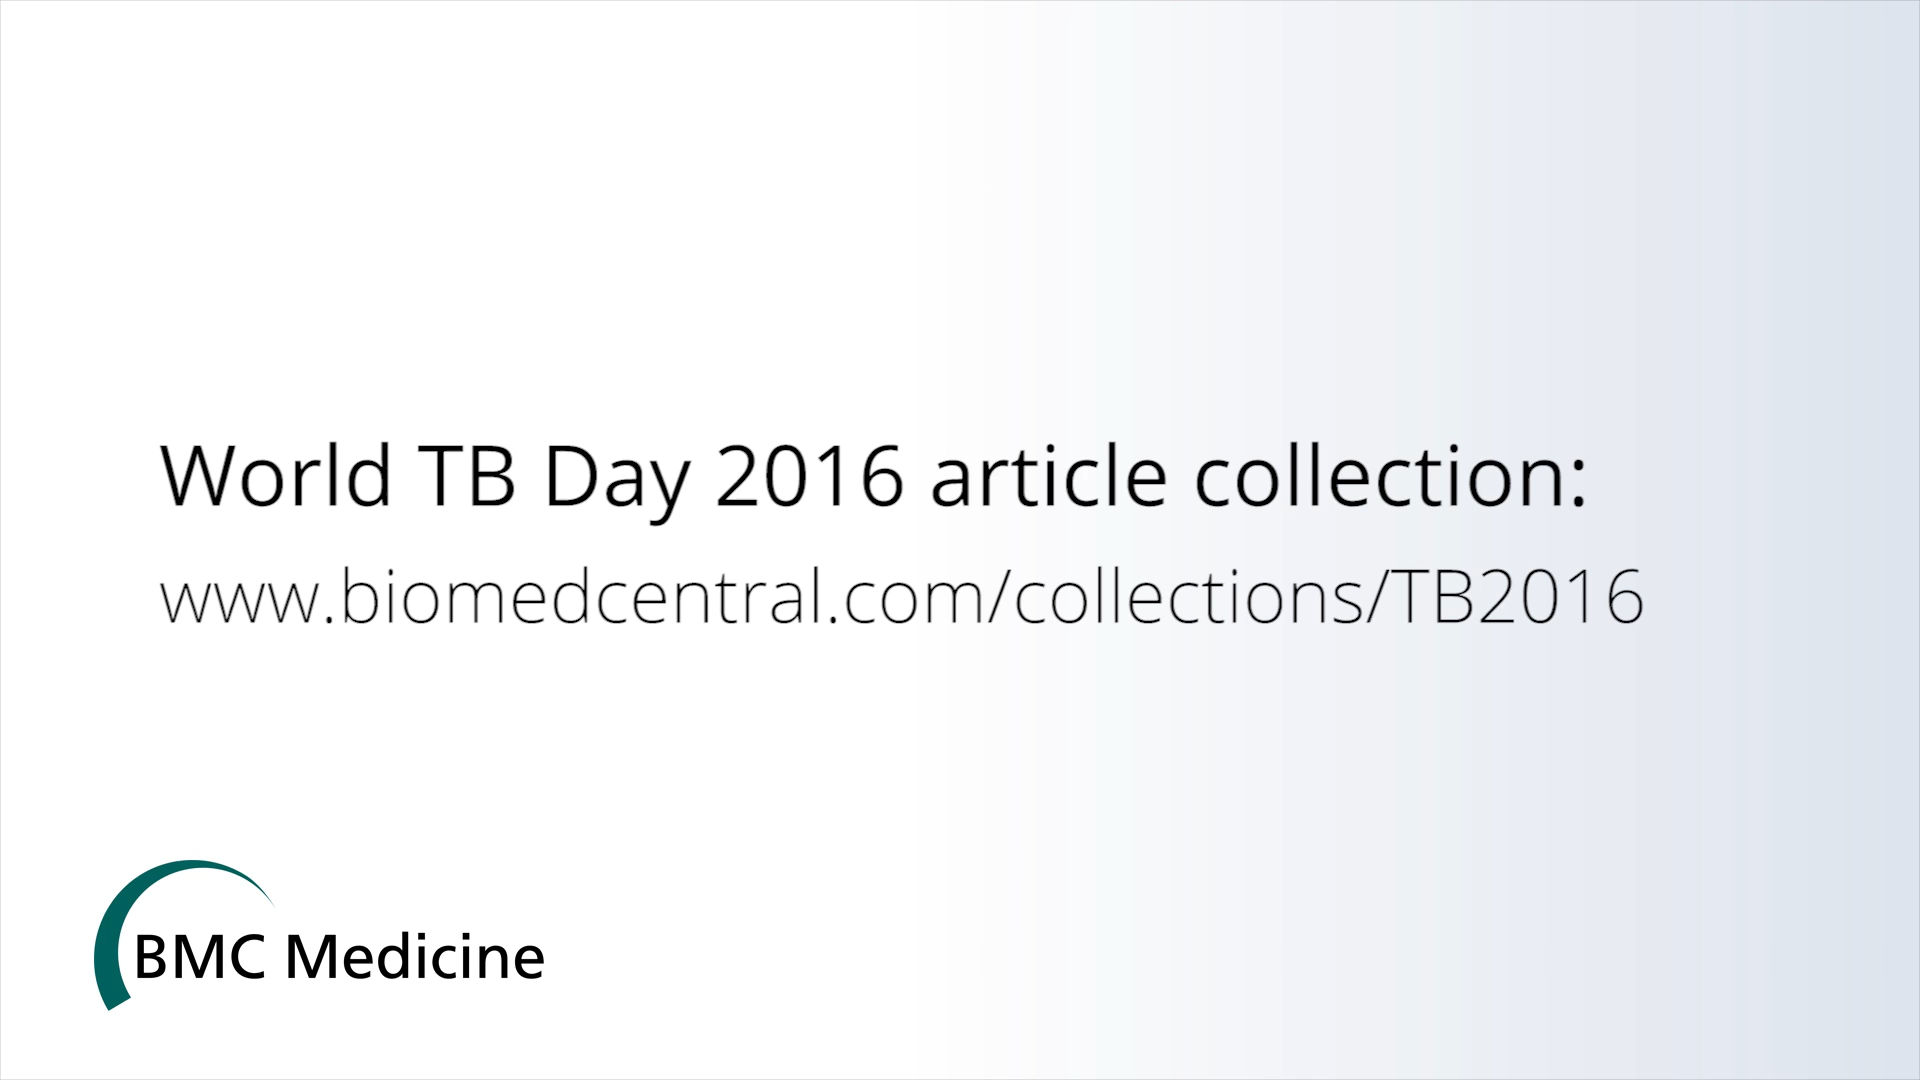 World TB Day 2016 article collection:
www.biomedcentral.com/collections/TB2016
BMC Medicine